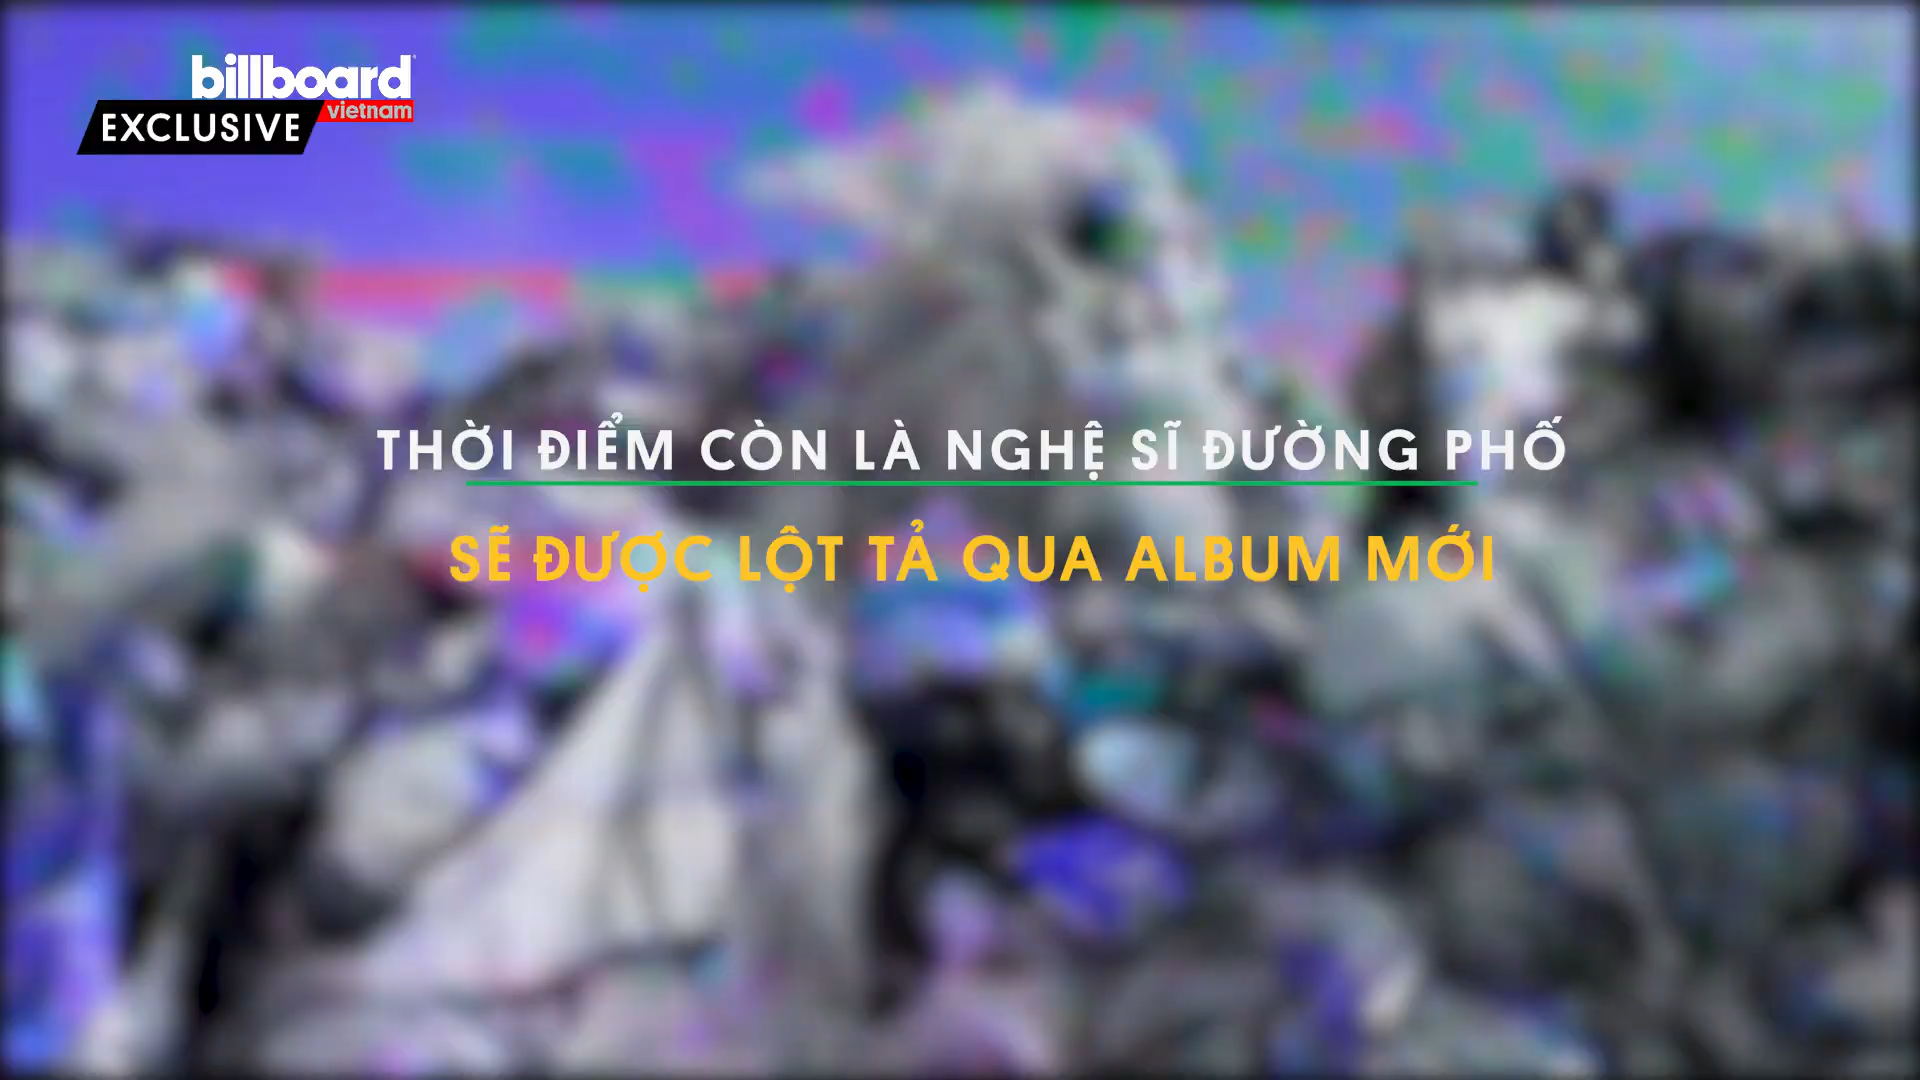 billboard
vietnam
EXCLUSIVE
THỜI ĐIỂM CÒN LÀ NGHỆ SĨ ĐƯỜNG PHỐ
SẼ ĐƯỢC LỘT TẢ QUA ALBUM MỚI